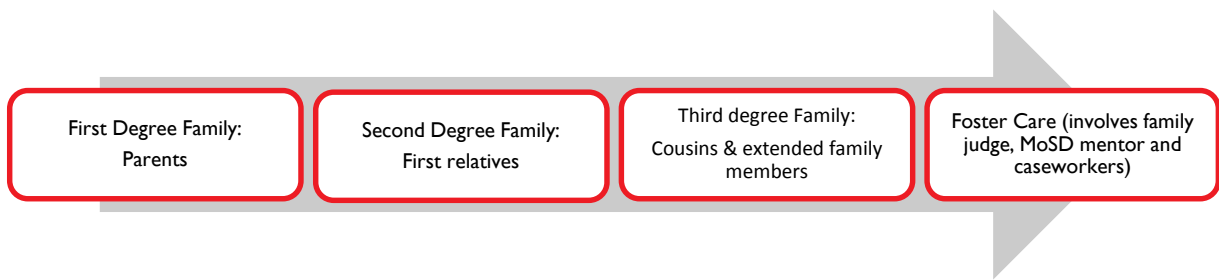 First Degree Family:
Parents
Second Degree Family:
First relatives
Third degree Family:
Cousins & extended family
members
Foster Care (involves family
judge, MoSD mentor and
caseworkers)